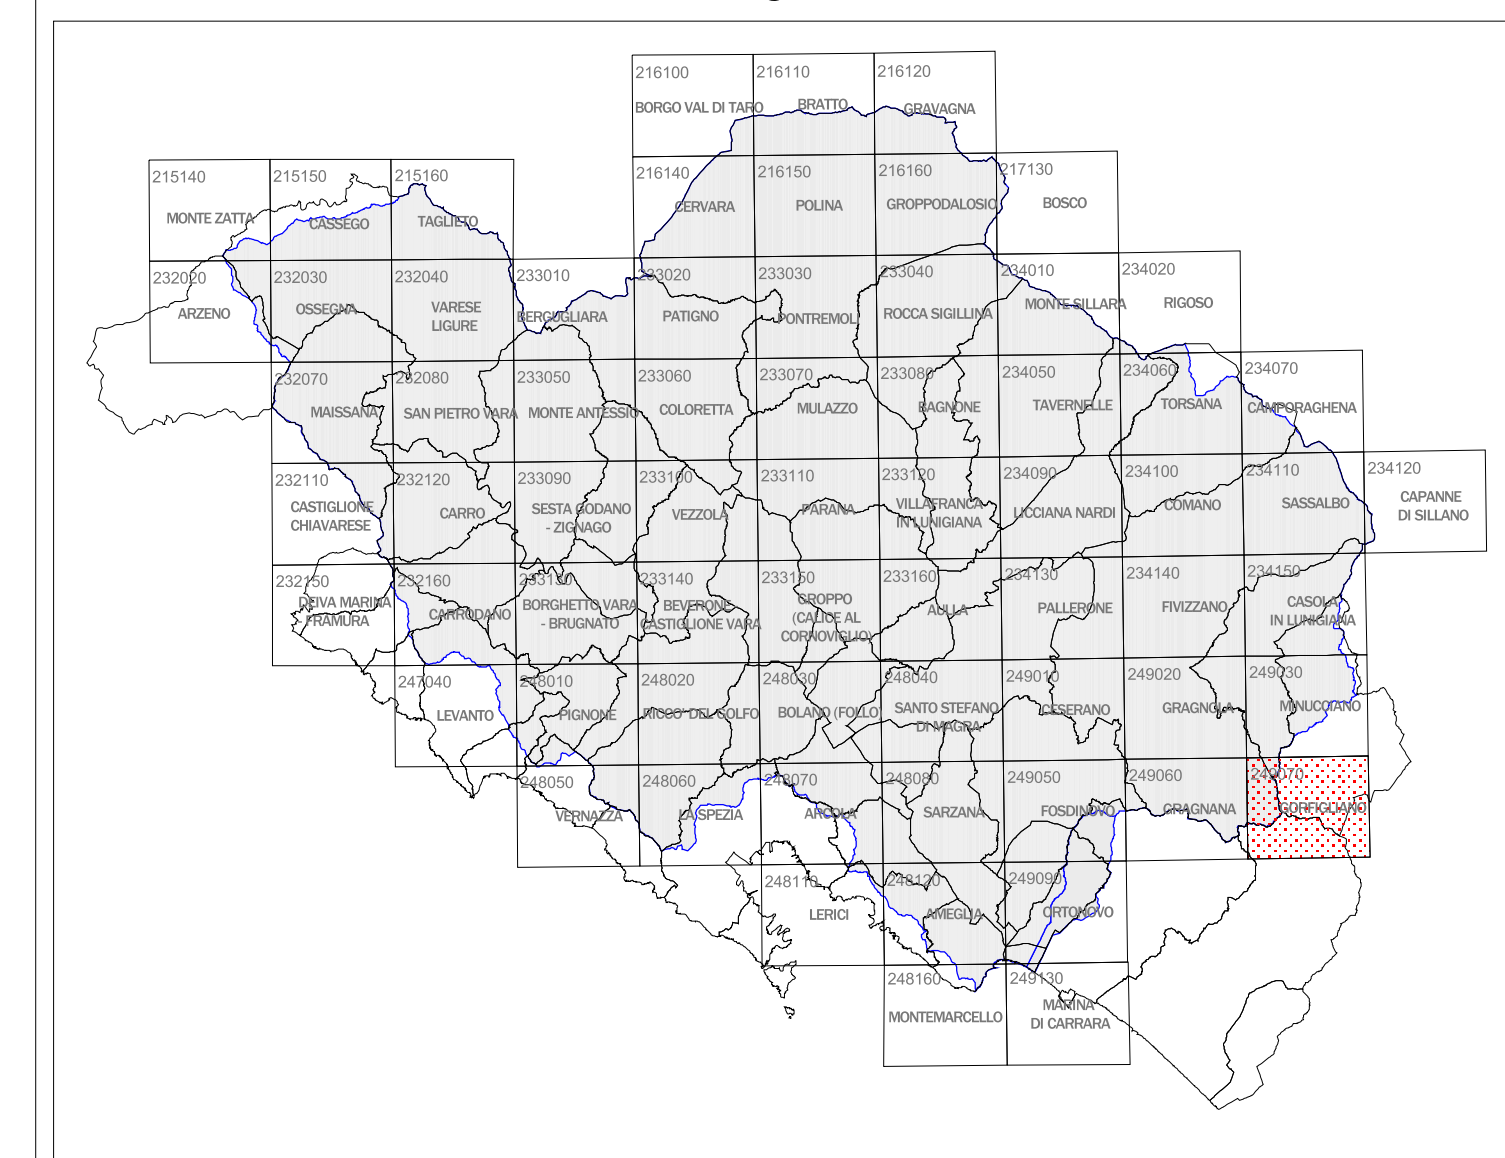 216100
216110
216120
BORGO VAL DI TARO
BRATTO
GRAVAGNA
215140
215150
215160
216140
216150
216160
217130
MONTE ZATTA
CASSEGO
TAGLIETO
CERVARA
POLINA
GROPPODALOSIO
BOSCO
232020
232030
232040
233010
233020
233030
233040
234010
234020
ARZENO
OSSEGNA
VARESE
LIGURE
BERGUGLIARA
PATIGNO
PONTREMOLI
ROCCA SIGILLINA
MONTE SILLARA
RIGOSO
232070
232080
233050
233060
233070
233080
234050
234060
234070
MAISSANA
SAN PIETRO VARA
MONTE ANTESSIO
COLORETTA
MULAZZO
BAGNONE
TAVERNELLE
TORSANA
CAMPORAGHENA
232110
232120
233090
233100
233110
233120
234090
234100
234110
234120
CASTIGLIONE
CHIAVARESE
CARRO
SESTA GODANO
- ZIGNAGO
VEZZOLA
PARANA
VILLAFRANCA
IN LUNIGIANA
LICCIANA NARDI
COMANO
SASSALBO
CAPANNE
DI SILLANO
232150
232160
233130
233140
233150
233160
234130
234140
234150
DEIVA MARINA
- FRAMURA
CARRODANO
BORGHETTO VARA
- BRUGNATO
BEVERONE-
CASTIGLIONE VARA
GROPPO
(CALICE AL
CORNOVIGLIO)
AULLA
PALLERONE
FIVIZZANO
CASOLA
IN LUNIGIANA
247040
248010
248020
248030
248040
249010
249020
249030
LEVANTO
PIGNONE
RICCO' DEL GOLFO
BOLANO (FOLLO)
SANTO STEFANO
DI MAGRA
CESERANO
GRAGNOLA
MINUCCIANO
248050
248060
248070
248080
249050
249060
249070
VERNAZZA
LA SPEZIA
ARCOLA
SARZANA
FOSDINOVO
GRAGNANA
GORFIGLIANO
248110
248120
249090
LERICI
AMEGLIA
ORTONOVO
248160
249130
MONTEMARCELLO
MARINA
DI CARRARA